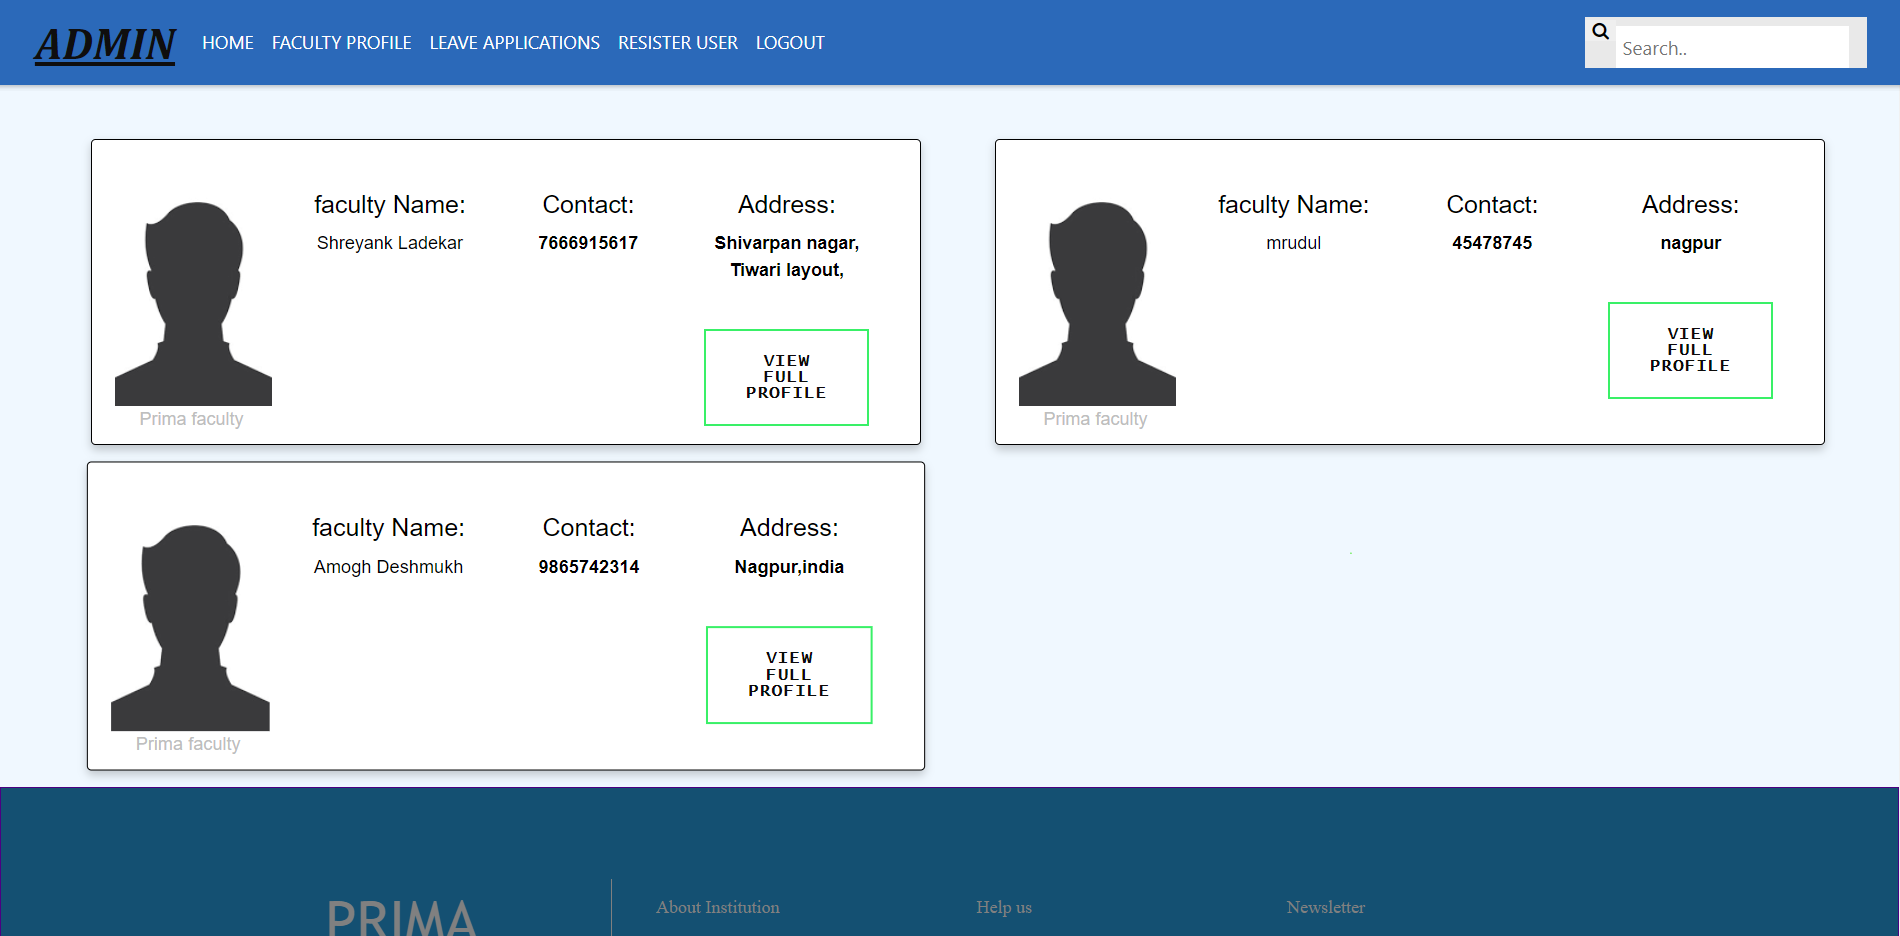 ADMIN HOME FACULTY PROFILE LEAVE APPLICATIONS RESISTER USER LOGOUT Search..
faculty Name: Contact: Address:
Shreyank Ladekar 7666915617 Shivarpan nagar,
Tiwari layout,
VIEW
FULL
PROFILE
Prima faculty
faculty Name: Contact: Address:
mrudul 45478745 nagpur
VIEW
FULL
PROFILE
Prima faculty
faculty Name: Contact: Address:
Amogh Deshmukh 9865742314 Nagpur,india
VIEW
FULL
PROFILE
Prima faculty
PRIMA About Institution Help us Newsletter